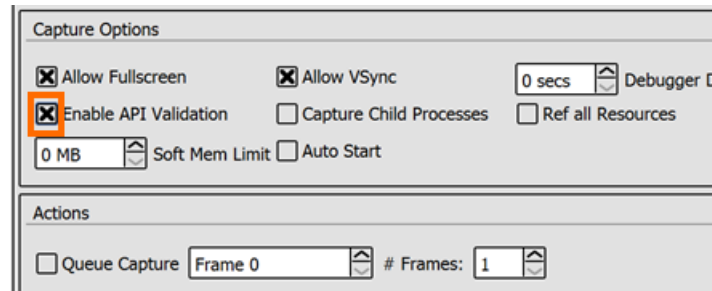 Capture Options
Allow Fullscreen Allow VSync 0 secs Debugger
Enable API Validation Capture Child Processes Ref all Resources
0 MB Soft Mem Limit Auto Start
Actions
Queue Capture Frame 0 # Frames: 1